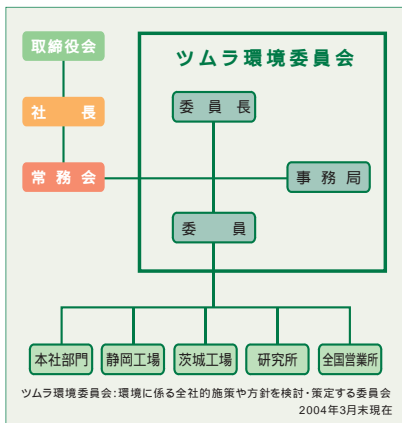 取締役会
ツムラ環境委員会
社長
委員長
常務会
事務局
委員
本社部門 静岡工場 茨城工場 研究所 全国営業所
ツムラ環境委員会:環境に係る全社的施策や方針を検討・策定する委員会
2004年3月末現在